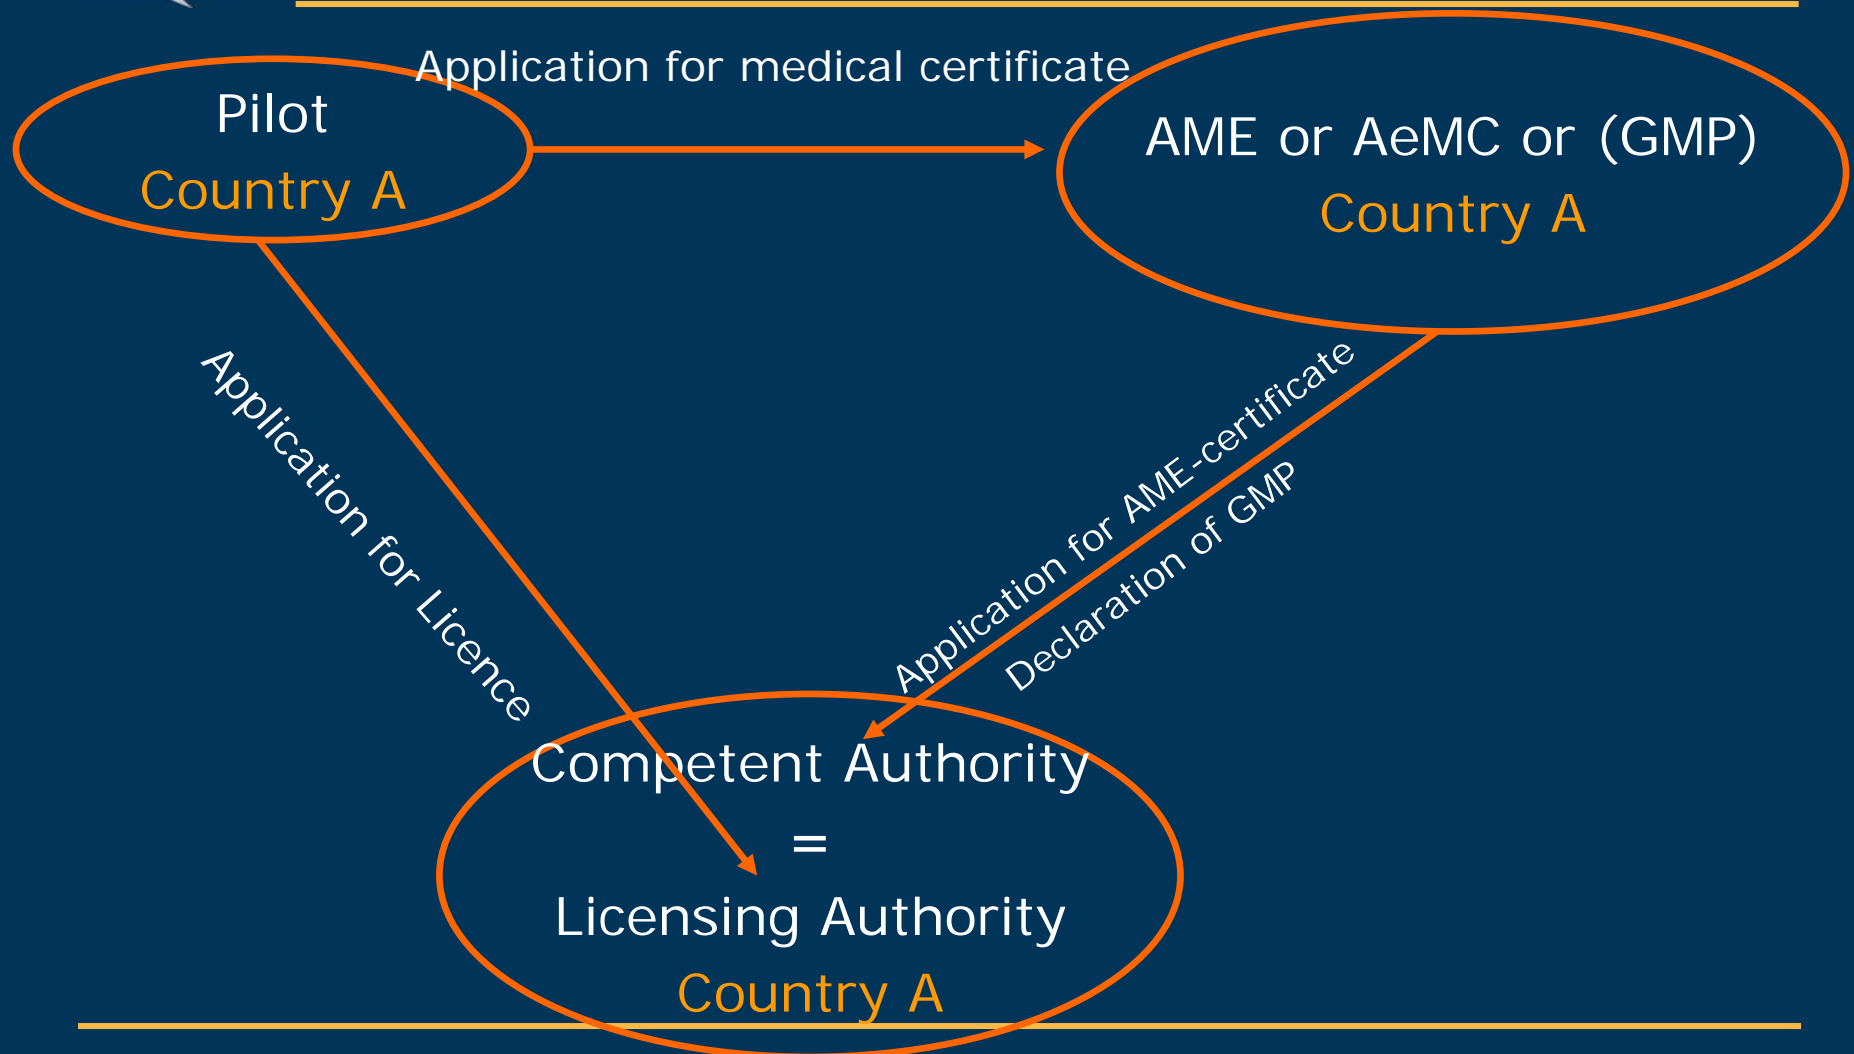 Application for medical certificate
Pilot
Country A
AME or AeMC or (GMP)
Country A
Application for Licence
Application for AME-certificate
Declaration of GMP
Competent Authority
=
Licensing Authority
Country A